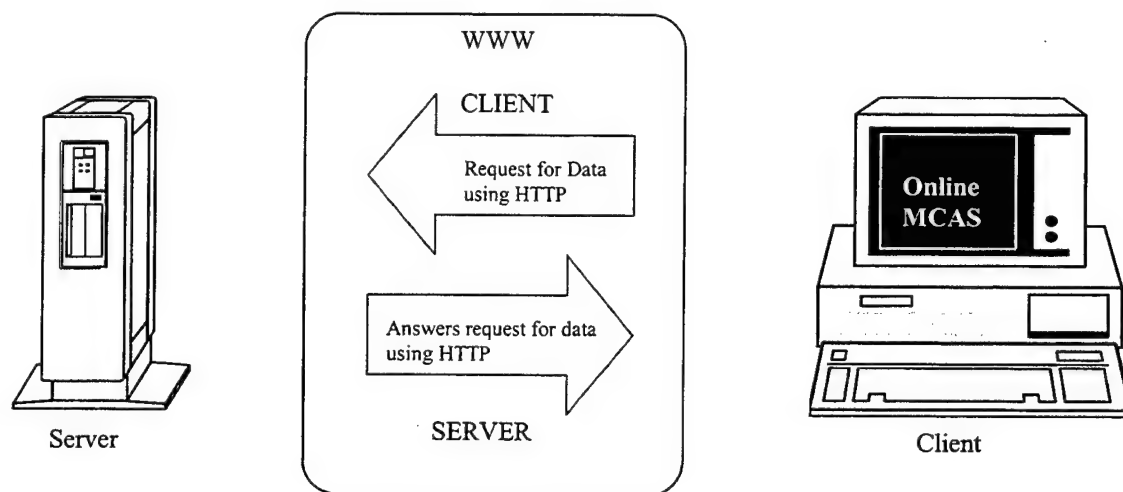 WWW
CLIENT
Request for Data
using HTTP
Online
MCAS
Answers request for data
using HTTP
SERVER
Server
Client